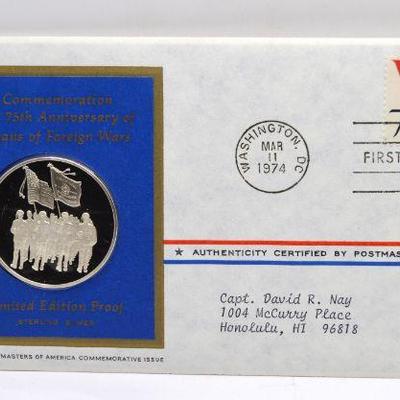 Commemoration
75th Anniversary of
ans of Foreign Wars
WASHINGTON, DC
MAR
11
1974
FIRST
mited Edition Proof
STERLING SILVER
★ AUTHENTICITY CERTIFIED BY POSTMAS
Capt. David R. Nay
1004 McCurry Place
Honolulu, HI 96818
TMASTERS OF AMERICA COMMEMORATIVE ISSUE